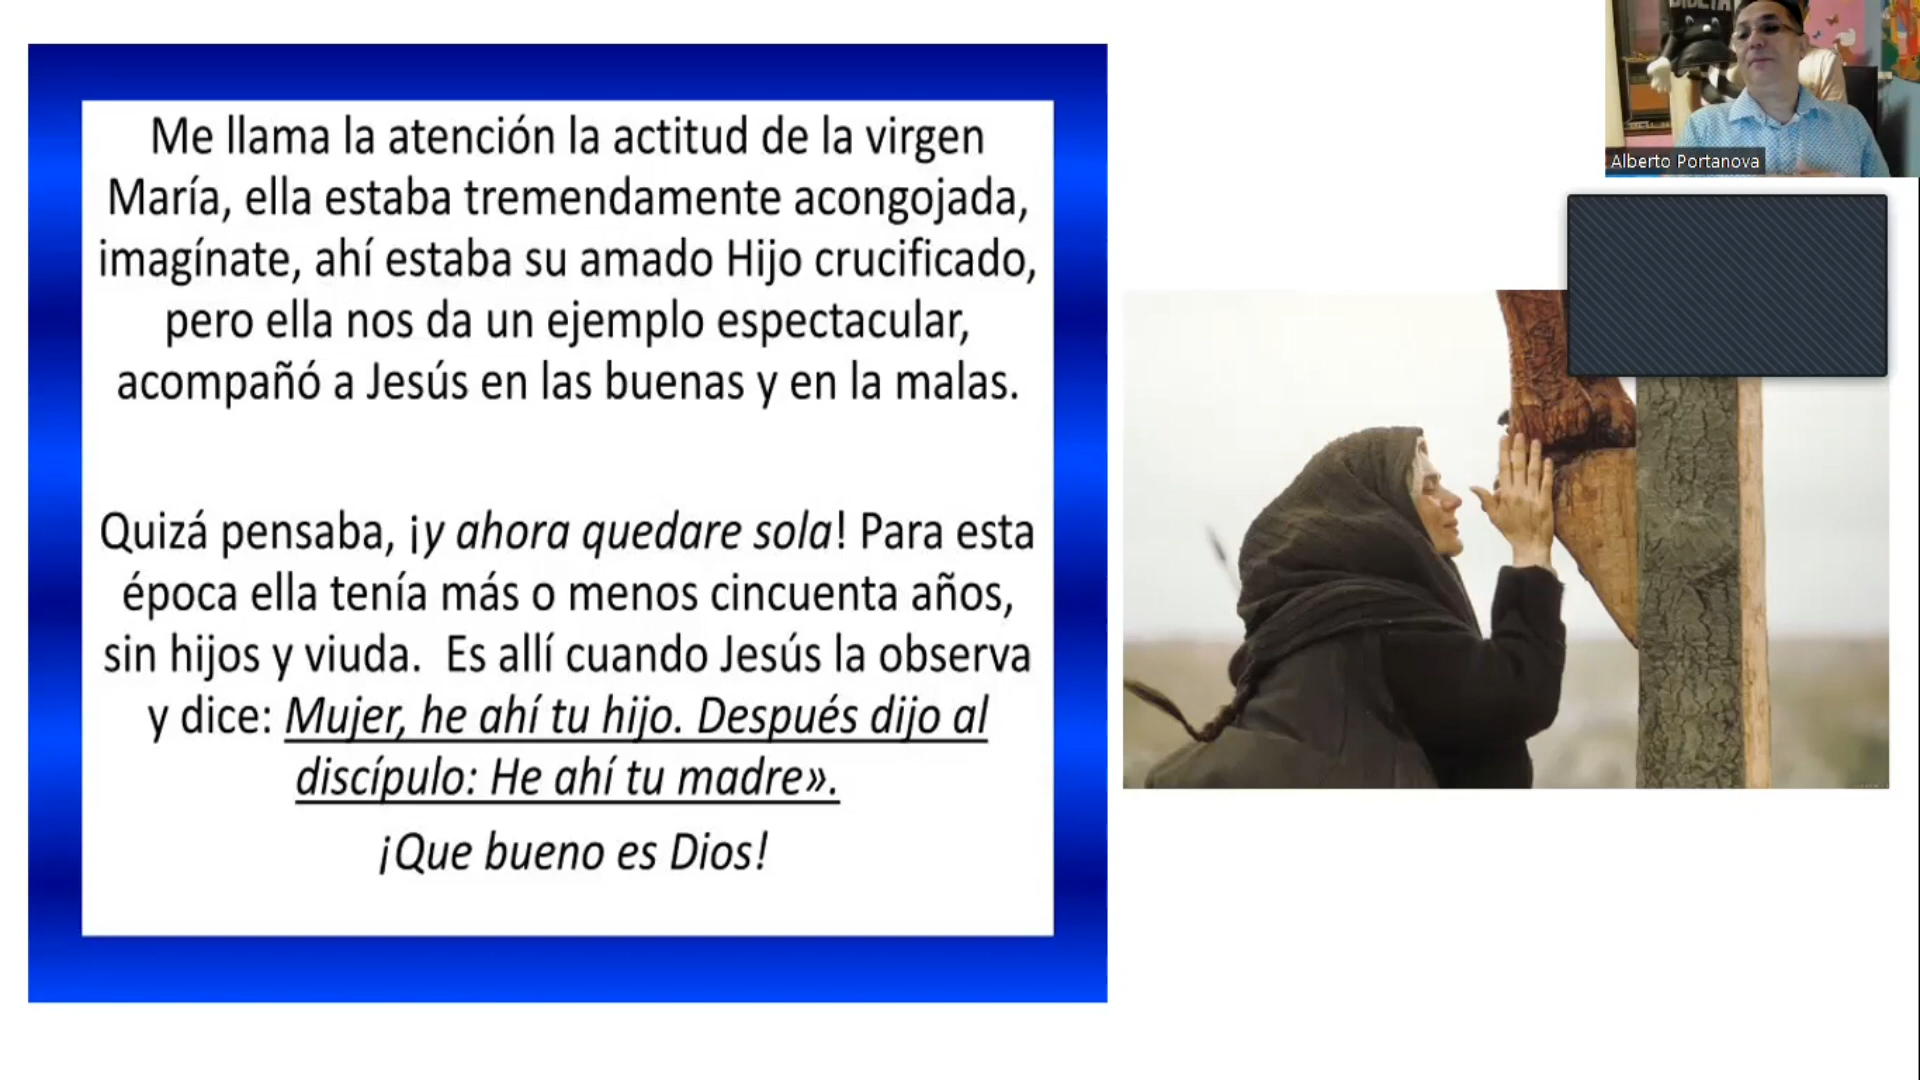 Me llama la atención la actitud de la virgen
María, ella estaba tremendamente acongojada,
imagínate, ahí estaba su amado Hijo crucificado,
pero ella nos da un ejemplo espectacular,
acompañó a Jesús en las buenas y en la malas.
Quizá pensaba, ¡y ahora quedare sola! Para esta
época ella tenía más o menos cincuenta años,
sin hijos y viuda. Es allí cuando Jesús la observa
y dice: Mujer, he ahí tu hijo. Después dijo al
discípulo: He ahí tu madre».
¡Que bueno es Dios!
Alberto Portanova